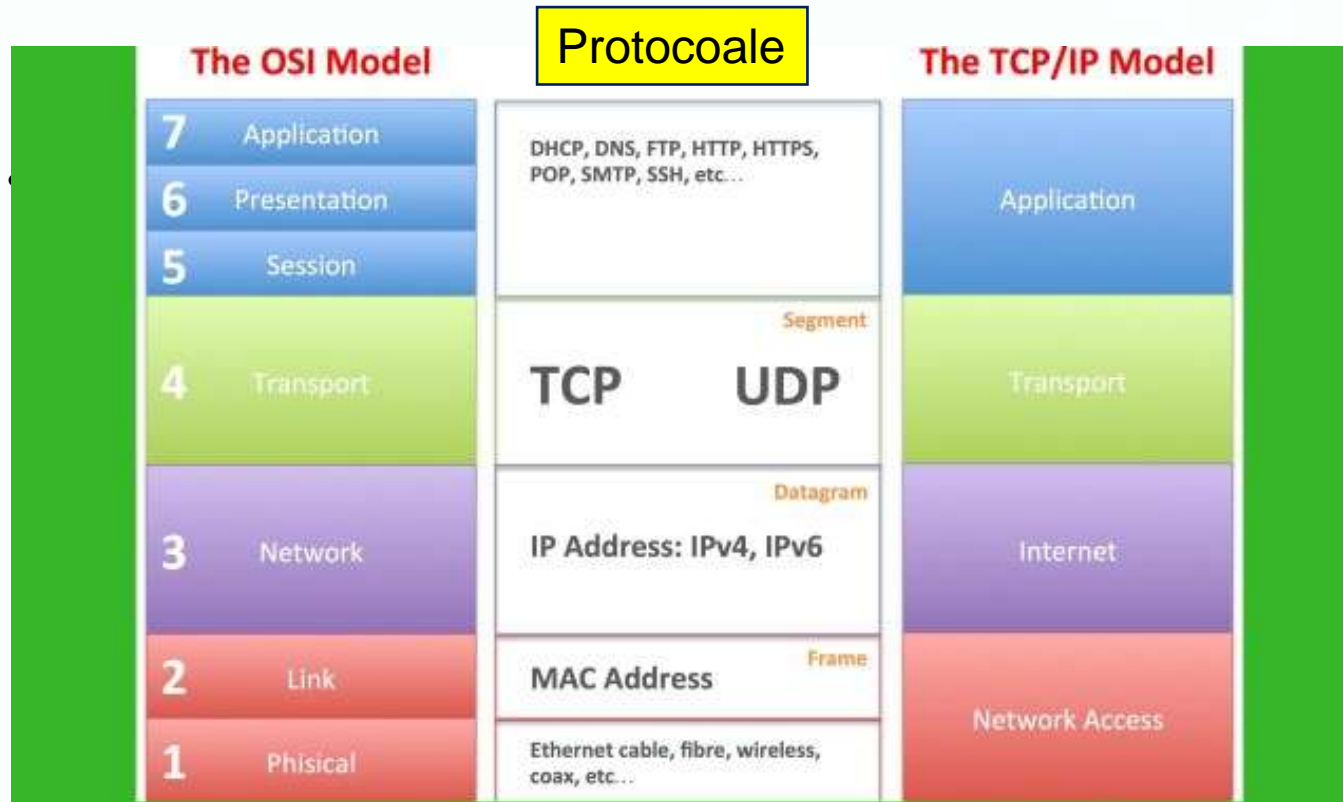 Protocoale
The OSI Model
The TCP/IP Model
7 Application
6 Presentation
5 Session
4 Transport
3 Network
2 Link
1 Phisical
DHCP, DNS, FTP, HTTP, HTTPS,
POP, SMTP, SSH, etc...
Segment
TCP UDP
Datagram
IP Address: IPv4, IPv6
Frame
MAC Address
Ethernet cable, fibre, wireless,
coax, etc...
Application
Transport
Internet
Network Access